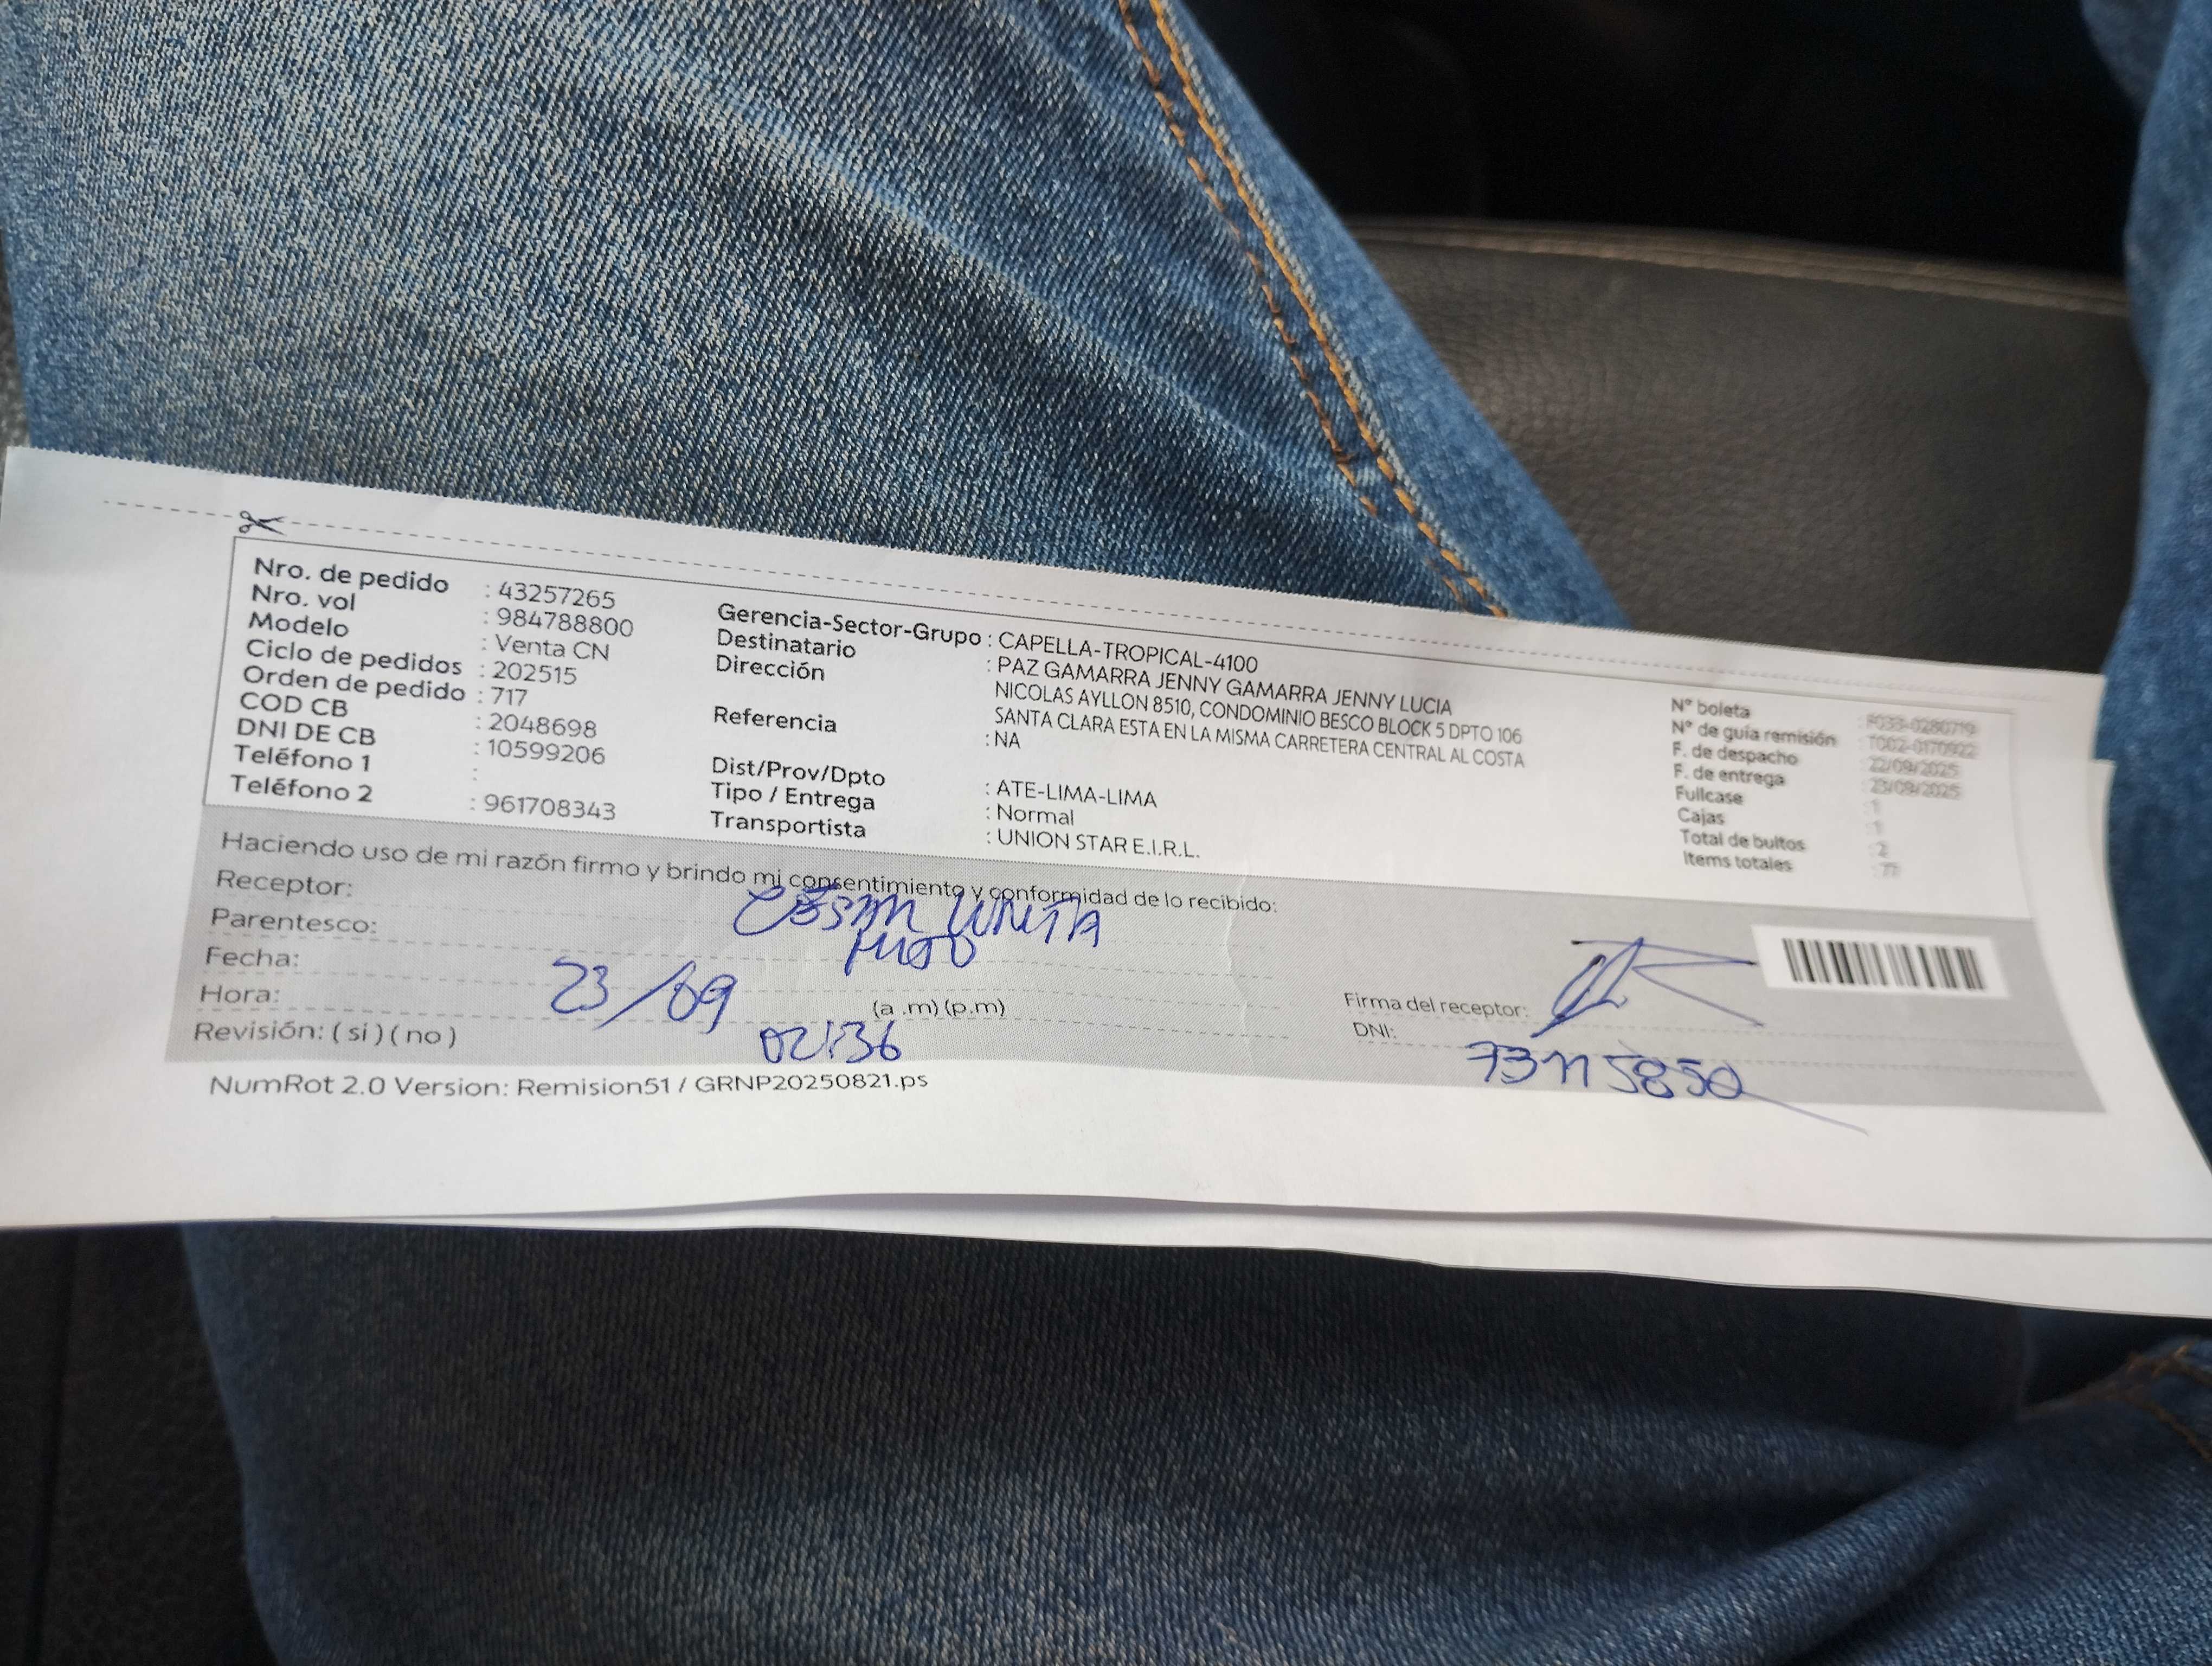 Nro. de pedido : 43257265
Nro. vol : 984788800
Modelo : Venta CN
Ciclo de pedidos : 202515
Orden de pedido : 717
COD CB : 2048698
DNI DE CB : 10599206
Teléfono 1 :
Teléfono 2 : 961708343
Gerencia-Sector-Grupo : CAPELLA-TROPICAL-4100
Destinatario : PAZ GAMARRA JENNY GAMARRA JENNY LUCIA
Dirección NICOLAS AYLLON 8510, CONDOMINIO BESCO BLOCK 5 DPTO 106
SANTA CLARA ESTA EN LA MISMA CARRETERA CENTRAL AL COSTA
Referencia : NA
Dist/Prov/Dpto : ATE-LIMA-LIMA
Tipo / Entrega : Normal
Transportista : UNION STAR E.I.R.L.
N° boleta : F033-0280719
N° de guía remisión : T002-0170922
F. de despacho : 22/09/2025
F. de entrega : 23/09/2025
Fullcase : 1
Cajas : 1
Total de bultos : 2
Items totales : 77
Haciendo uso de mi razón firmo y brindo mi consentimiento y conformidad de lo recibido:
Receptor:
Parentesco:
Fecha: 23/09
Hora: (a .m) (p.m) 02:36
Revisión: ( si ) ( no )
Firma del receptor:
DNI: 73115850
NumRot 2.0 Version: Remision51 / GRNP20250821.ps